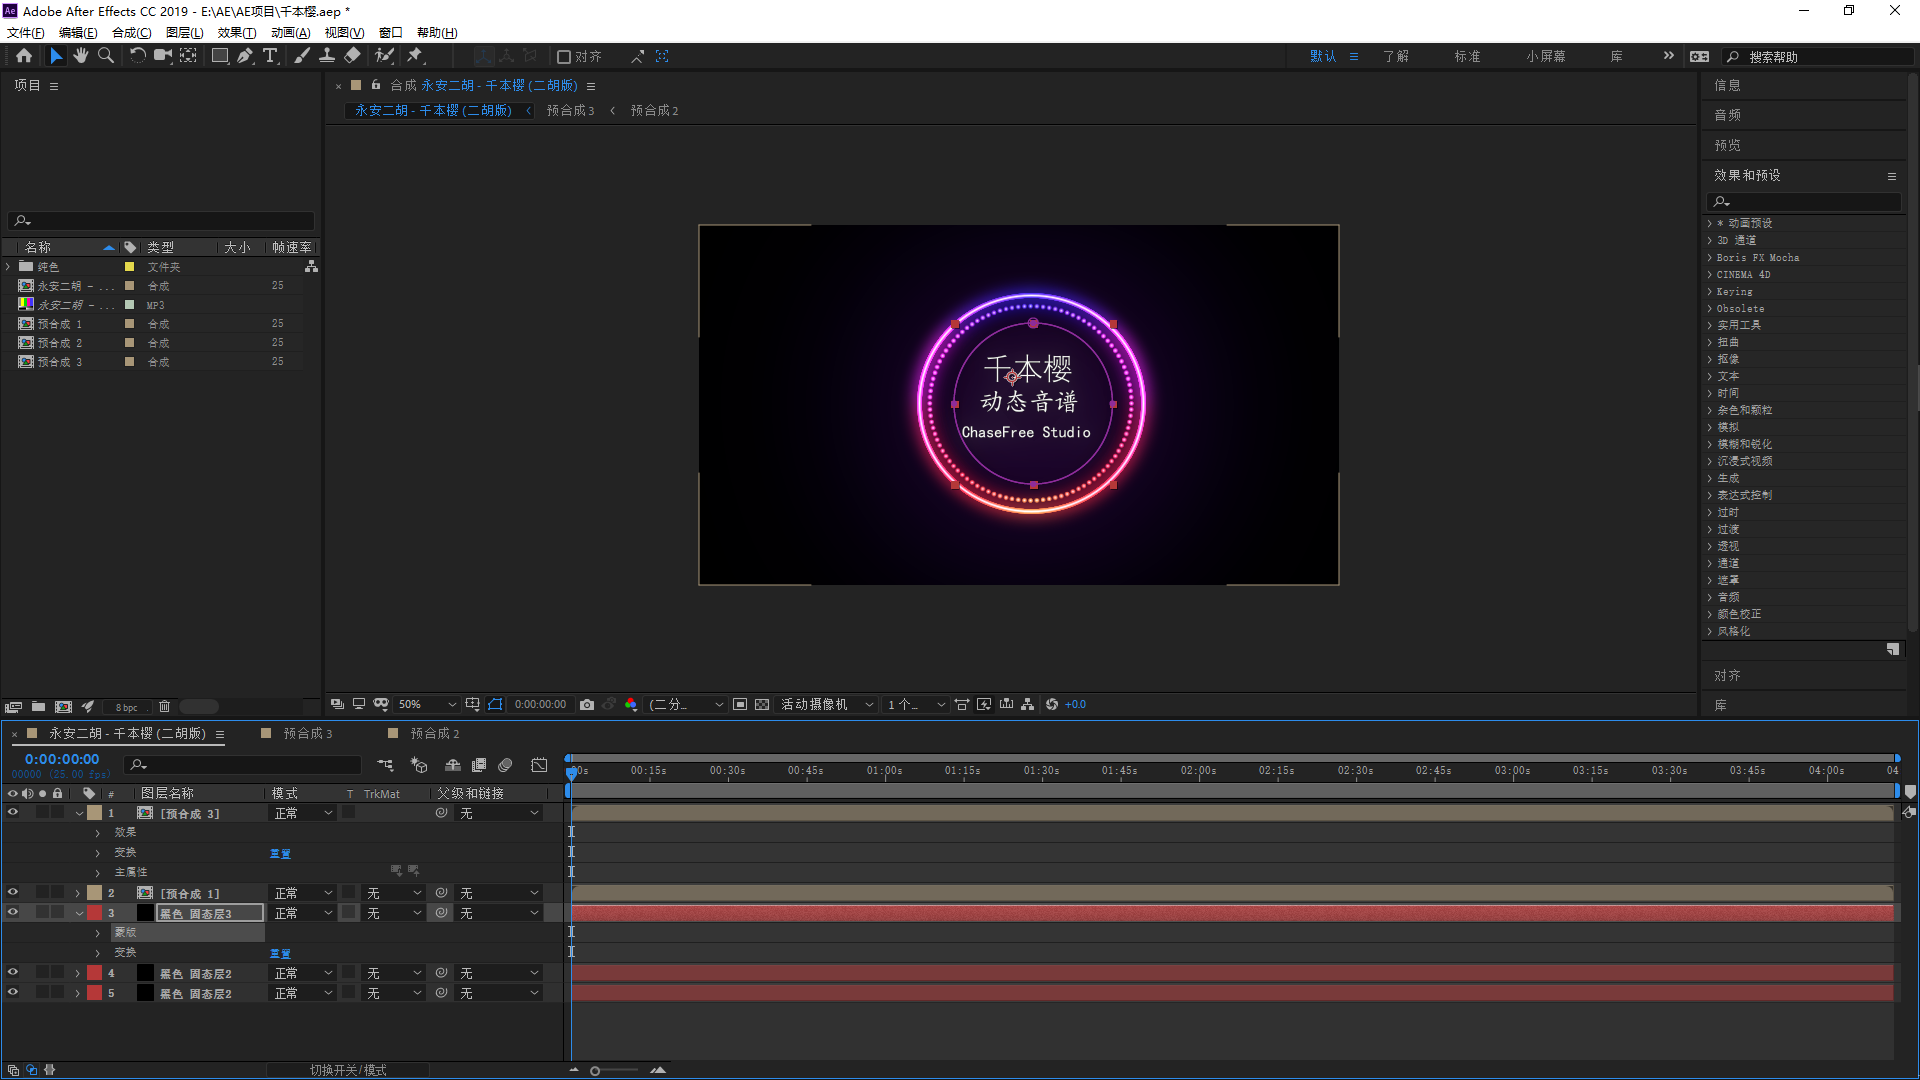 Adobe After Effects CC 2019 - E:\AE\AE项目\千本樱.aep *
文件(F) 编辑(E) 合成(C) 图层(L) 效果(T) 动画(A) 视图(V) 窗口 帮助(H)
对齐
默认 了解 标准 小屏幕 库 搜索帮助
项目
合成 永安二胡 - 千本樱 (二胡版)
永安二胡 - 千本樱 (二胡版) 预合成 3 预合成 2
名称 类型 大小 帧速率
纯色 文件夹
永安二胡 - ... 合成 25
永安二胡 - ... MP3
预合成 1 合成 25
预合成 2 合成 25
预合成 3 合成 25
千本樱
动态音谱
ChaseFree Studio
信息
音频
预览
效果和预设
* 动画预设
3D 通道
Boris FX Mocha
CINEMA 4D
Keying
Obsolete
实用工具
扭曲
抠像
文本
时间
杂色和颗粒
模拟
模糊和锐化
沉浸式视频
生成
表达式控制
过时
过渡
透视
通道
遮罩
音频
颜色校正
风格化
对齐
库
8 bpc
50% 0:00:00:00 (二分... 活动摄像机 1 个... +0.0
永安二胡 - 千本樱 (二胡版) 预合成 3 预合成 2
0:00:00:00
00000 (25.00 fps)
00s 00:15s 00:30s 00:45s 01:00s 01:15s 01:30s 01:45s 02:00s 02:15s 02:30s 02:45s 03:00s 03:15s 03:30s 03:45s 04:00s 04
# 图层名称 模式 T TrkMat 父级和链接
1 [预合成 3] 正常 无
效果
变换 重置
主属性
2 [预合成 1] 正常 无 无
3 黑色 固态层3 正常 无 无
蒙版
变换 重置
4 黑色 固态层2 正常 无 无
5 黑色 固态层2 正常 无 无
切换开关/模式